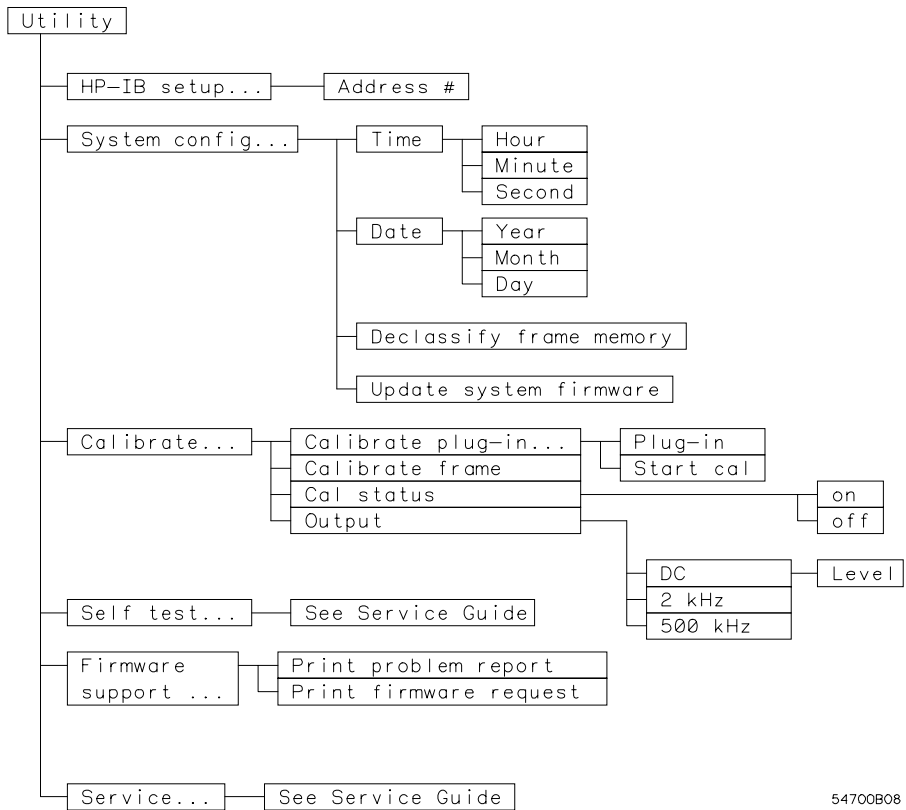 Utility
HP-IB setup...
Address #
System config...
Time
Hour
Minute
Second
Date
Year
Month
Day
Declassify frame memory
Update system firmware
Calibrate...
Calibrate plug-in...
Plug-in
Start cal
Calibrate frame
Cal status
on
off
Output
DC
Level
2 kHz
500 kHz
Self test...
See Service Guide
Firmware
support ...
Print problem report
Print firmware request
Service...
See Service Guide
54700B08